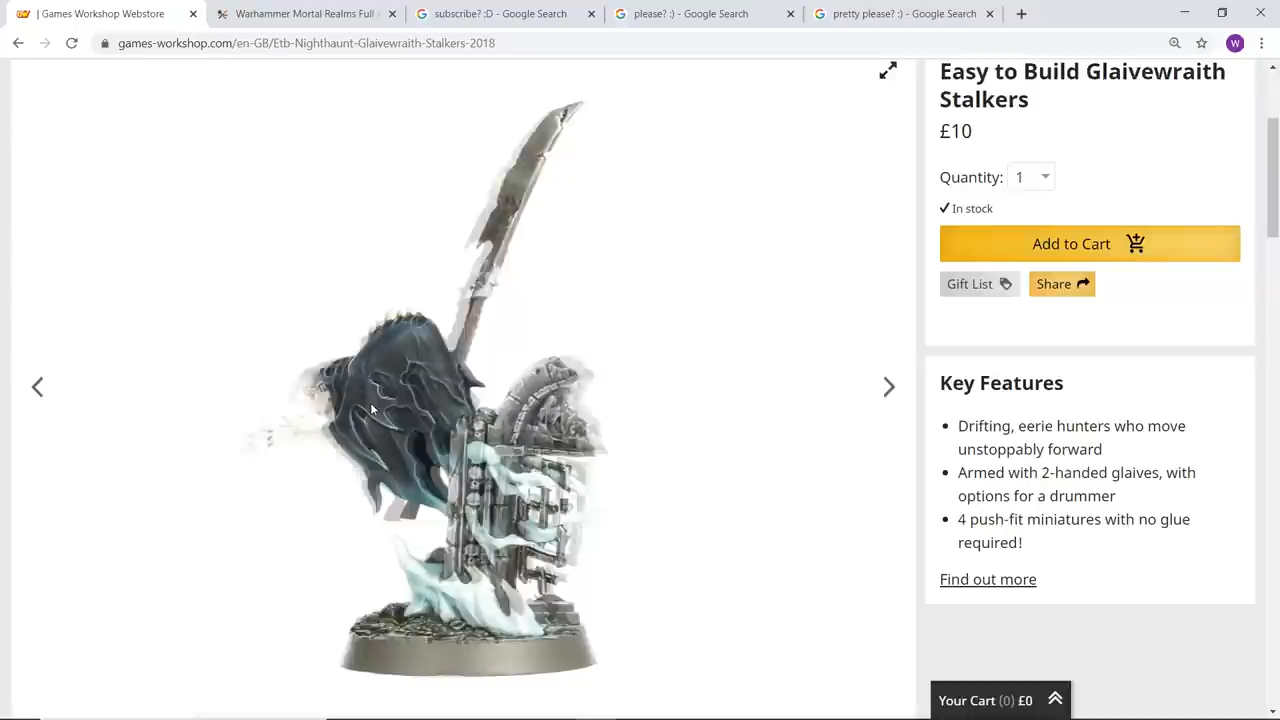 | Games Workshop Webstore
Warhammer Mortal Realms Full
subscribe? :D - Google Search
please? :) - Google Search
pretty please? :) - Google Search
games-workshop.com/en-GB/Etb-Nighthaunt-Glaivewraith-Stalkers-2018
W
Easy to Build Glaivewraith
Stalkers
£10
Quantity: 1
In stock
Add to Cart
Gift List
Share
Key Features
Drifting, eerie hunters who move
unstoppably forward
Armed with 2-handed glaives, with
options for a drummer
4 push-fit miniatures with no glue
required!
Find out more
Your Cart (0) £0